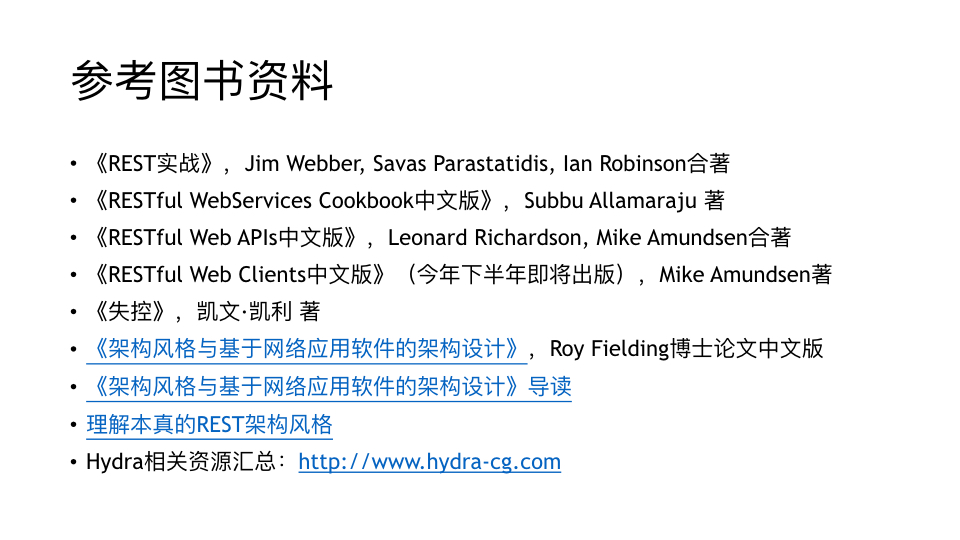 参考图书资料
• 《REST实战》，Jim Webber, Savas Parastatidis, Ian Robinson合著
• 《RESTful WebServices Cookbook中文版》，Subbu Allamaraju 著
• 《RESTful Web APIs中文版》，Leonard Richardson, Mike Amundsen合著
• 《RESTful Web Clients中文版》（今年下半年即将出版），Mike Amundsen著
• 《失控》，凯文·凯利 著
• 《架构风格与基于网络应用软件的架构设计》，Roy Fielding博士论文中文版
• 《架构风格与基于网络应用软件的架构设计》导读
• 理解本真的REST架构风格
• Hydra相关资源汇总：http://www.hydra-cg.com